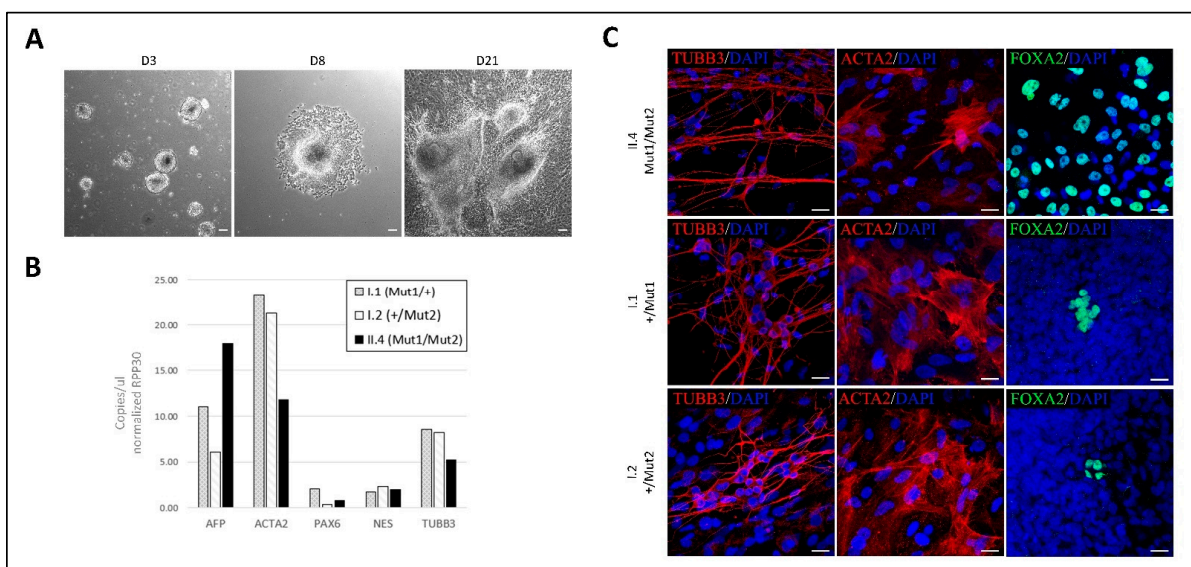 A
D3 D8 D21
B
Copies/ul
normalized RPP30
25.00
20.00
15.00
10.00
5.00
0.00
I.1 (Mut1/+)
I.2 (+/Mut2)
II.4 (Mut1/Mut2)
AFP ACTA2 PAX6 NES TUBB3
C
II.4
Mut1/Mut2
TUBB3/DAPI ACTA2/DAPI FOXA2/DAPI
I.1
+/Mut1
TUBB3/DAPI ACTA2/DAPI FOXA2/DAPI
I.2
+/Mut2
TUBB3/DAPI ACTA2/DAPI FOXA2/DAPI